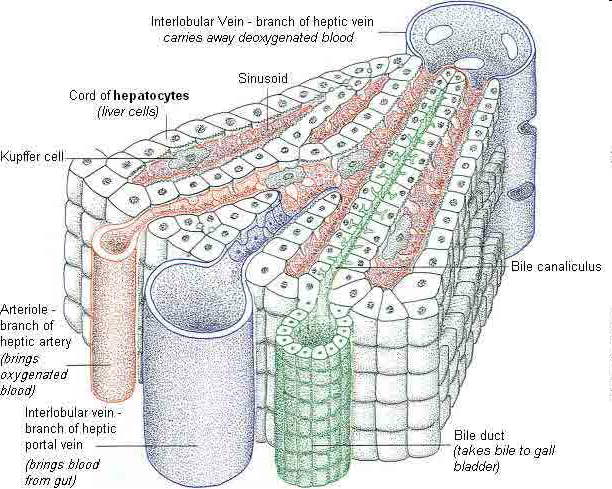 Interlobular Vein - branch of heptic vein
carries away deoxygenated blood
Sinusoid
Cord of hepatocytes
(liver cells)
Kupffer cell
Bile canaliculus
Arteriole -
branch of
heptic artery
(brings
oxygenated
blood)
Interlobular vein -
branch of heptic
portal vein
(brings blood
from gut)
Bile duct
(takes bile to gall
bladder)